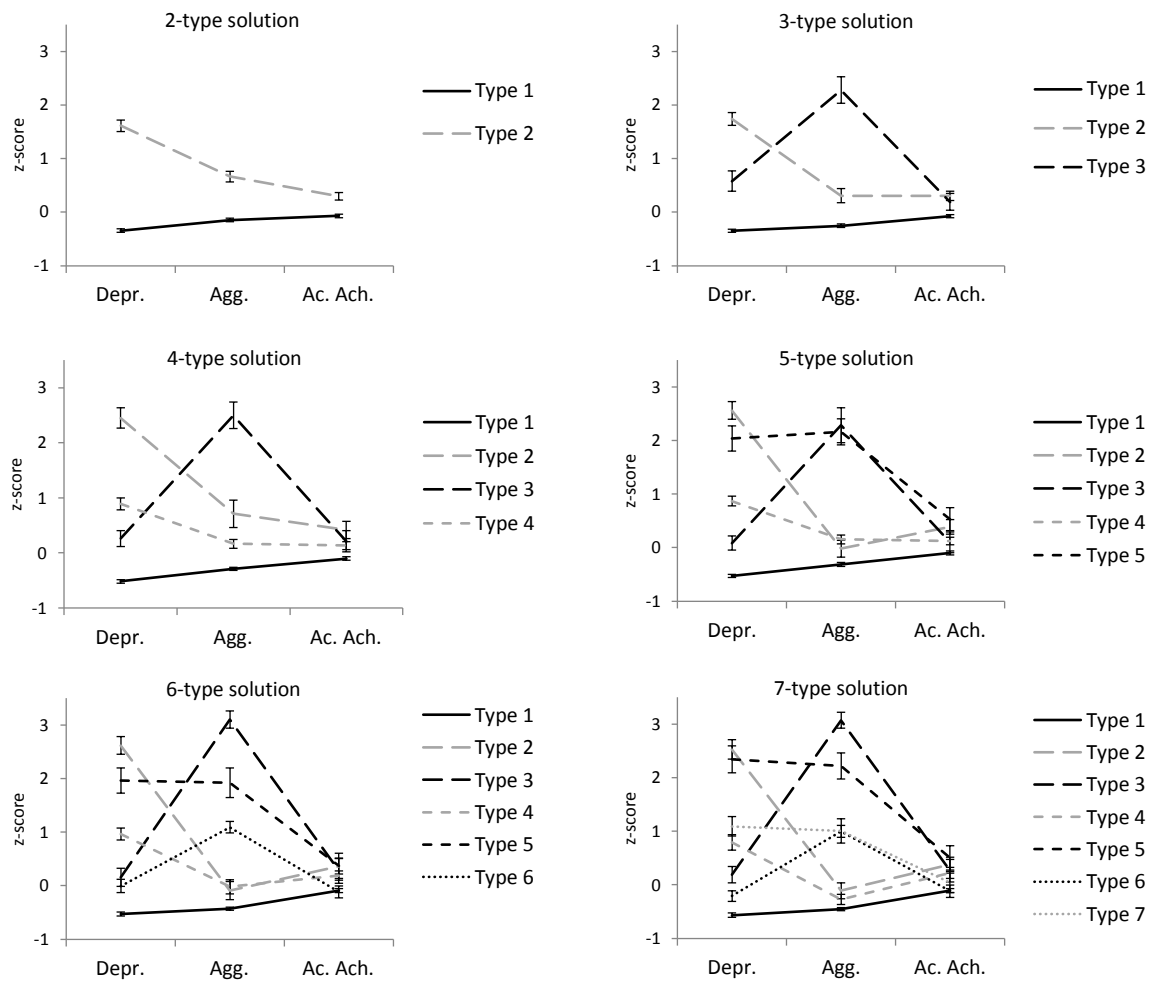 2-type solution
3
2
1
0
-1
z-score
Depr. Agg. Ac. Ach.
Type 1
Type 2
3-type solution
3
2
1
0
-1
z-score
Depr. Agg. Ac. Ach.
Type 1
Type 2
Type 3
4-type solution
3
2
1
0
-1
z-score
Depr. Agg. Ac. Ach.
Type 1
Type 2
Type 3
Type 4
5-type solution
3
2
1
0
-1
z-score
Depr. Agg. Ac. Ach.
Type 1
Type 2
Type 3
Type 4
Type 5
6-type solution
3
2
1
0
-1
z-score
Depr. Agg. Ac. Ach.
Type 1
Type 2
Type 3
Type 4
Type 5
Type 6
7-type solution
3
2
1
0
-1
z-score
Depr. Agg. Ac. Ach.
Type 1
Type 2
Type 3
Type 4
Type 5
Type 6
Type 7